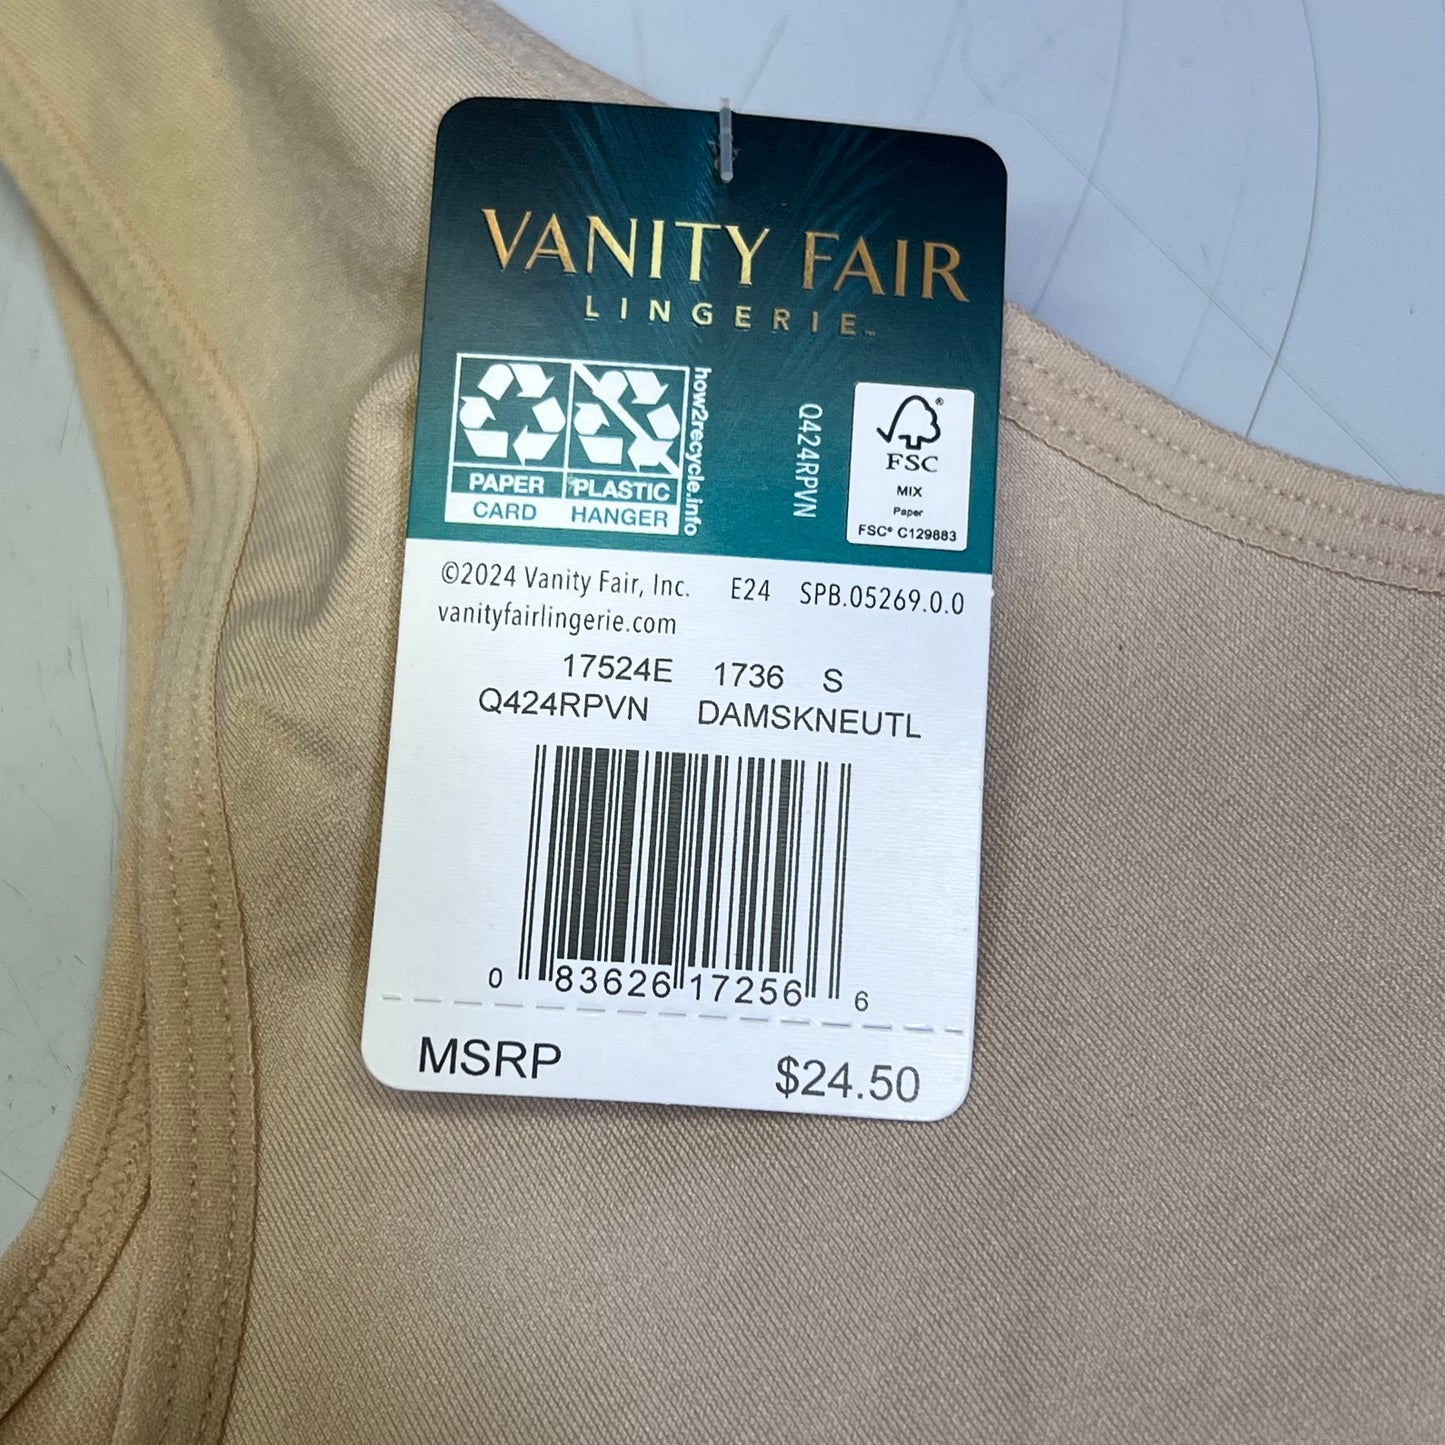 VANITY FAIR
LINGERIE™
PAPER
CARD
PLASTIC
HANGER
how2recycle.info
Q424RPVN
®
FSC
MIX
Paper
FSC® C129883
©2024 Vanity Fair, Inc. E24 SPB.05269.0.0
vanityfairlingerie.com
17524E 1736 S
Q424RPVN DAMSKNEUTL
0 83626 17256 6
MSRP $24.50